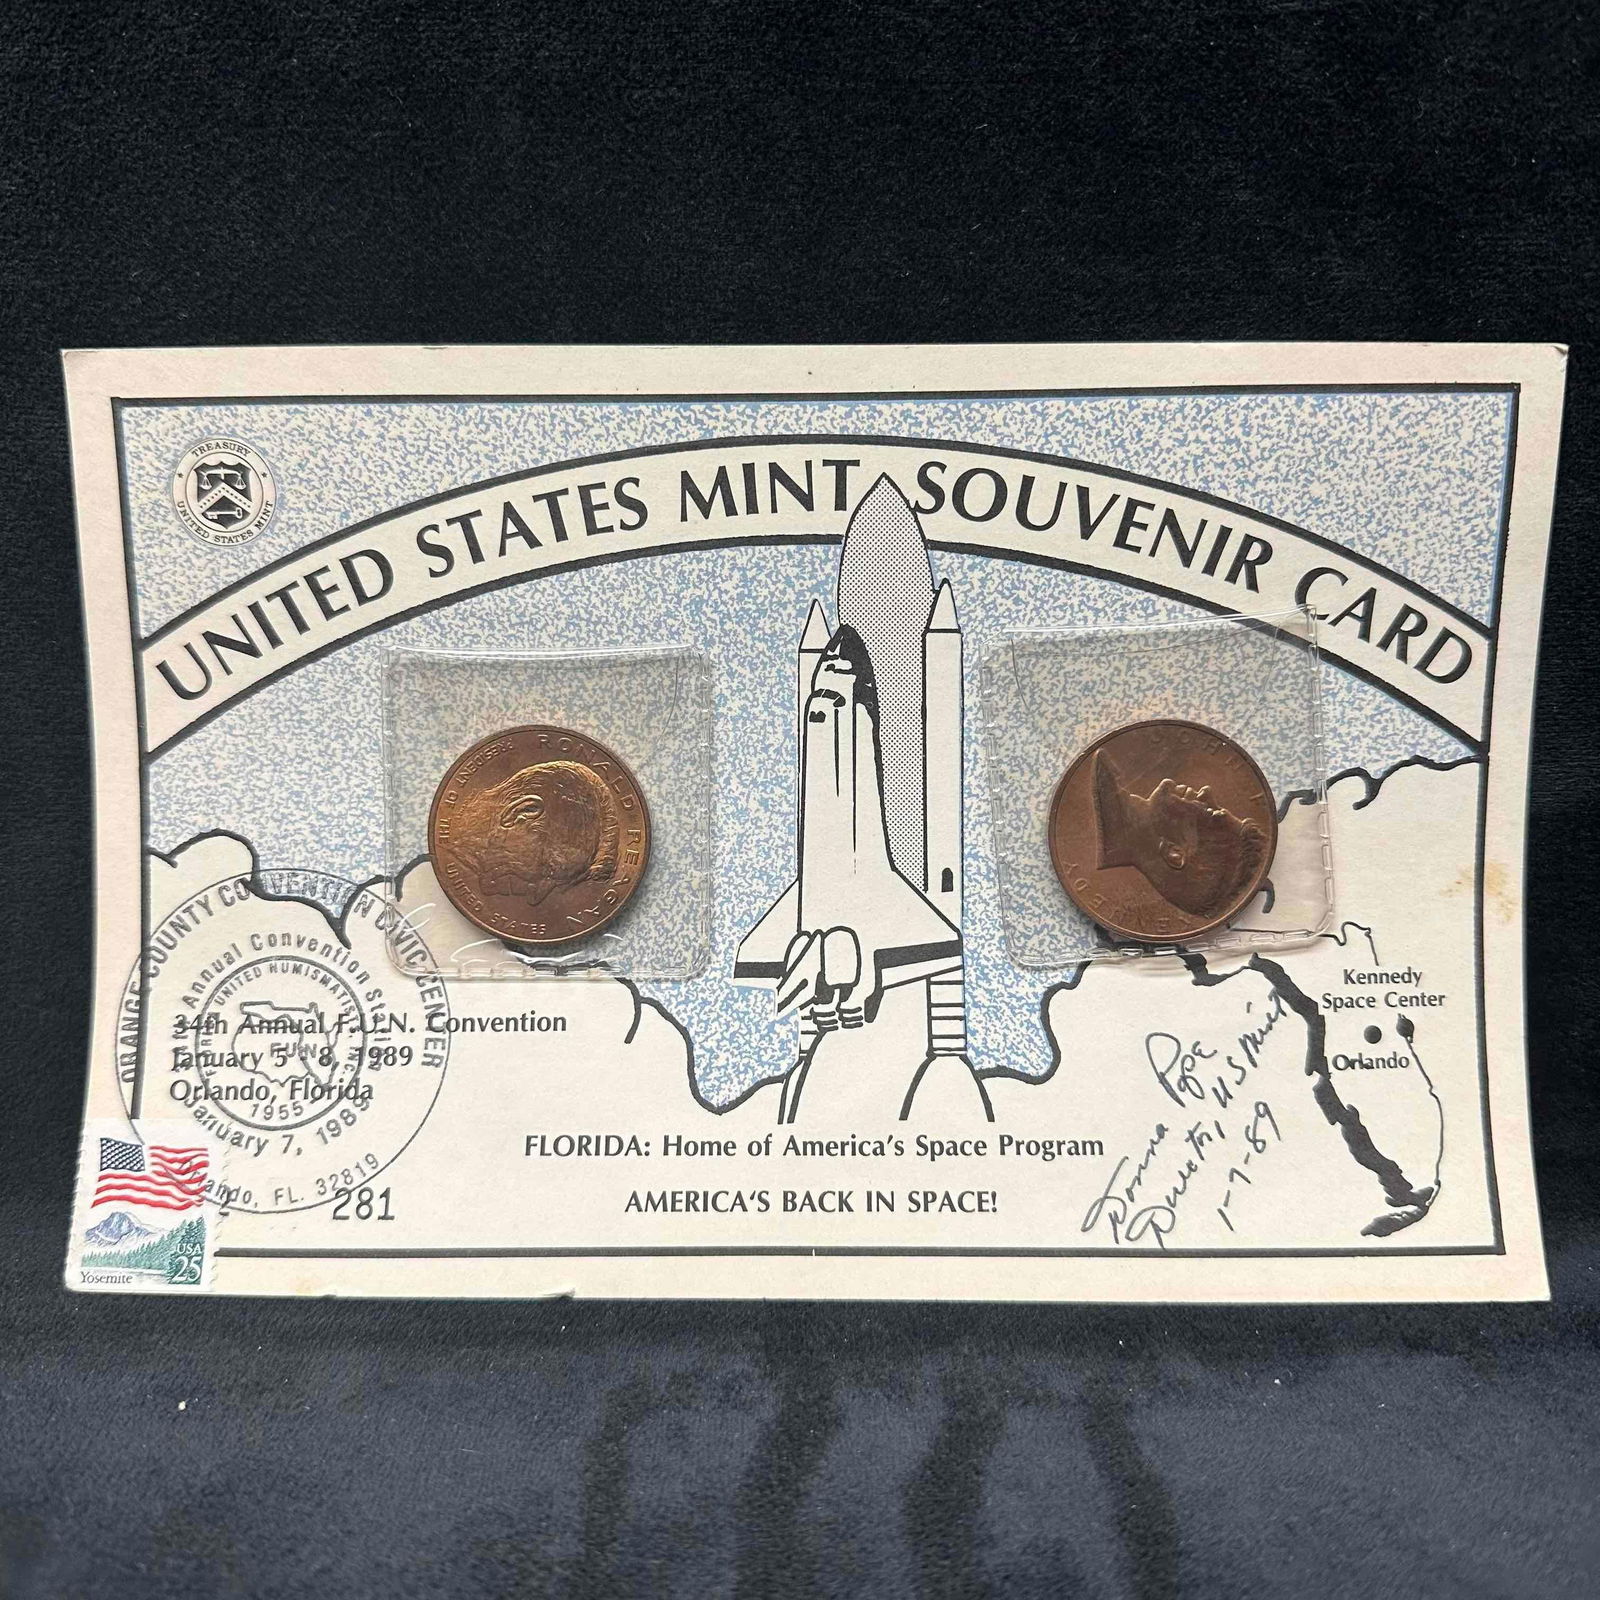 TREASURY
UNITED STATES MINT
UNITED STATES MINT SOUVENIR CARD
PRESIDENT OF THE UNITED STATES
RONALD REAGAN
JOHN F. KENNEDY
Kennedy
Space Center
Orlando
ORANGE COUNTY CONVENTION CIVIC CENTER
34th Annual Convention Station
UNITED NUMISMATISTS
F.U.N.
1955
January 7, 1989
Orlando, FL. 32819
34th Annual F.U.N. Convention
January 5 - 8, 1989
Orlando, Florida
FLORIDA: Home of America's Space Program
AMERICA'S BACK IN SPACE!
281
Yosemite
USA
25
Donna Pope
Director, U S Mint
1-7-89